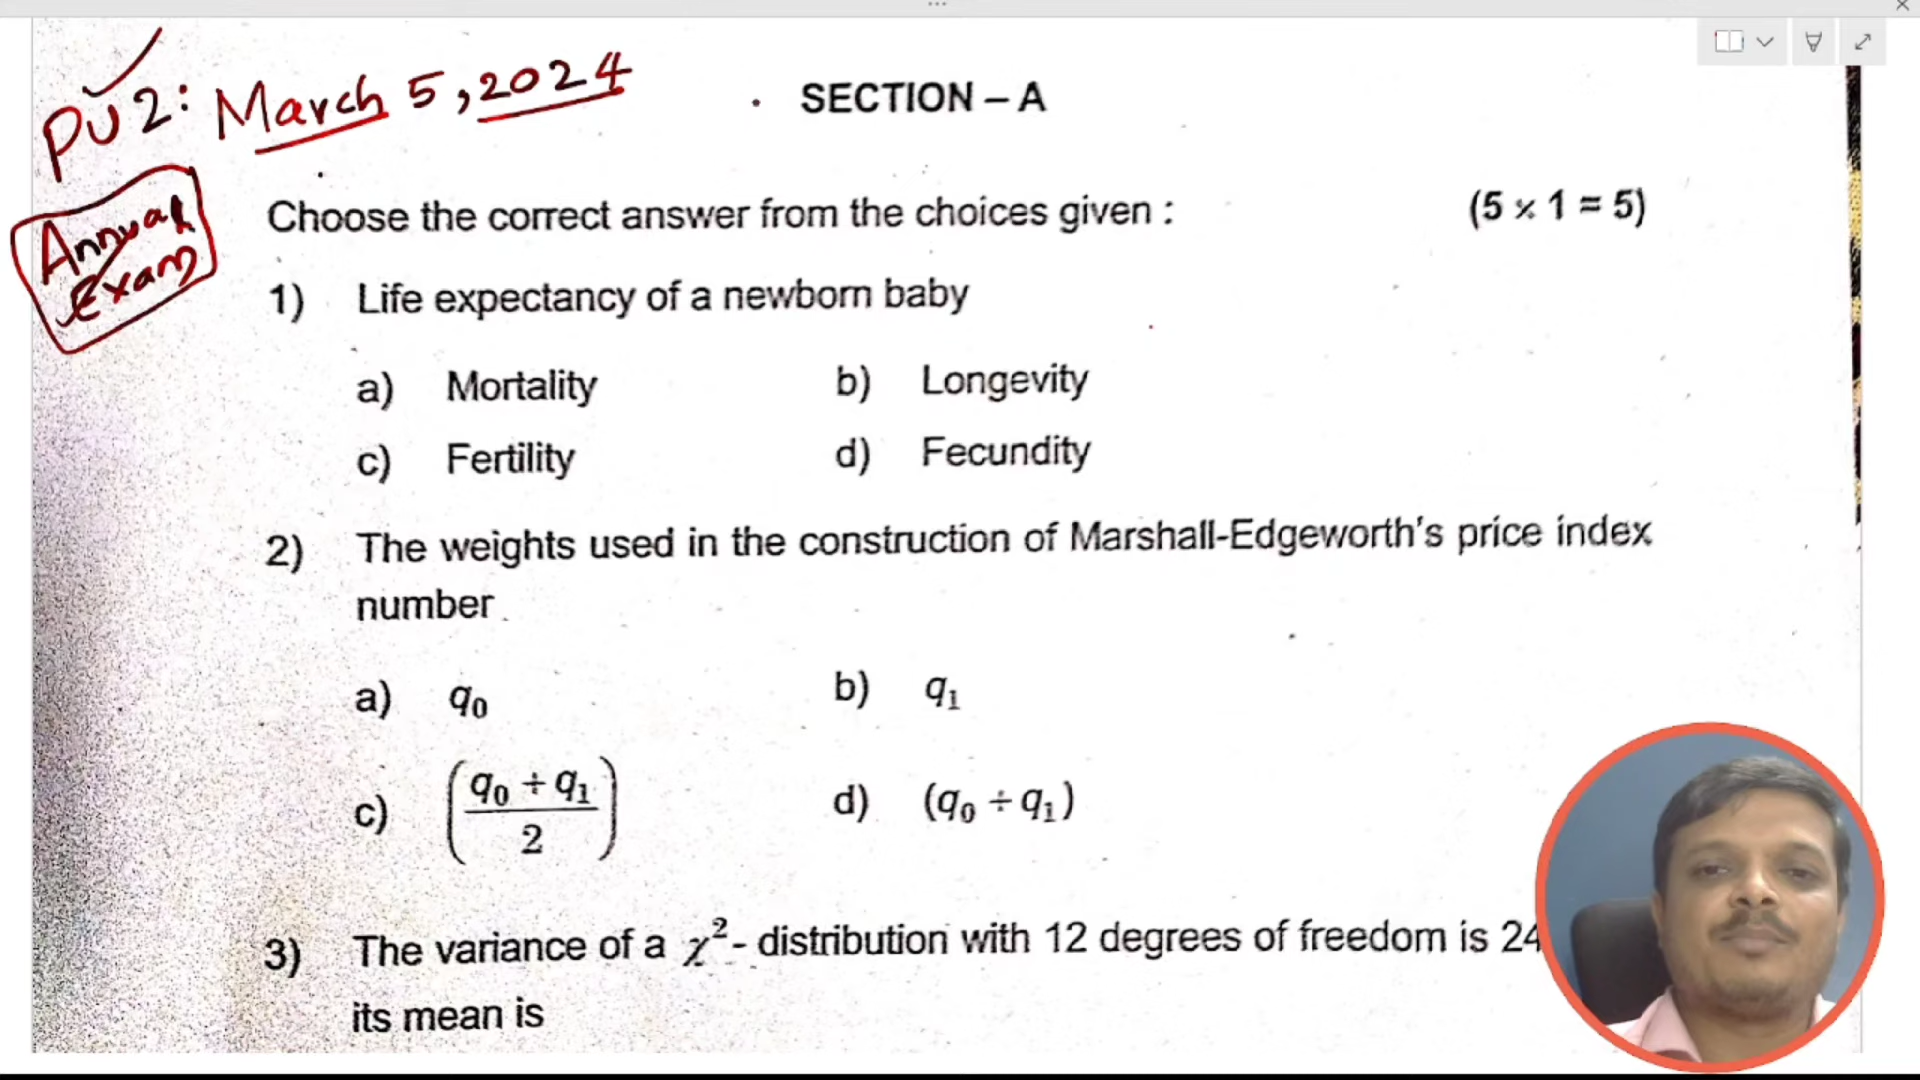 PU 2: March 5, 2024
Annual
Exam
SECTION – A
Choose the correct answer from the choices given : (5 × 1 = 5)
1) Life expectancy of a newborn baby
a) Mortality b) Longevity
c) Fertility d) Fecundity
2) The weights used in the construction of Marshall-Edgeworth's price index
number
a) q₀ b) q₁
c) (q₀ + q₁ / 2) d) (q₀ ÷ q₁)
3) The variance of a χ² - distribution with 12 degrees of freedom is 24
its mean is